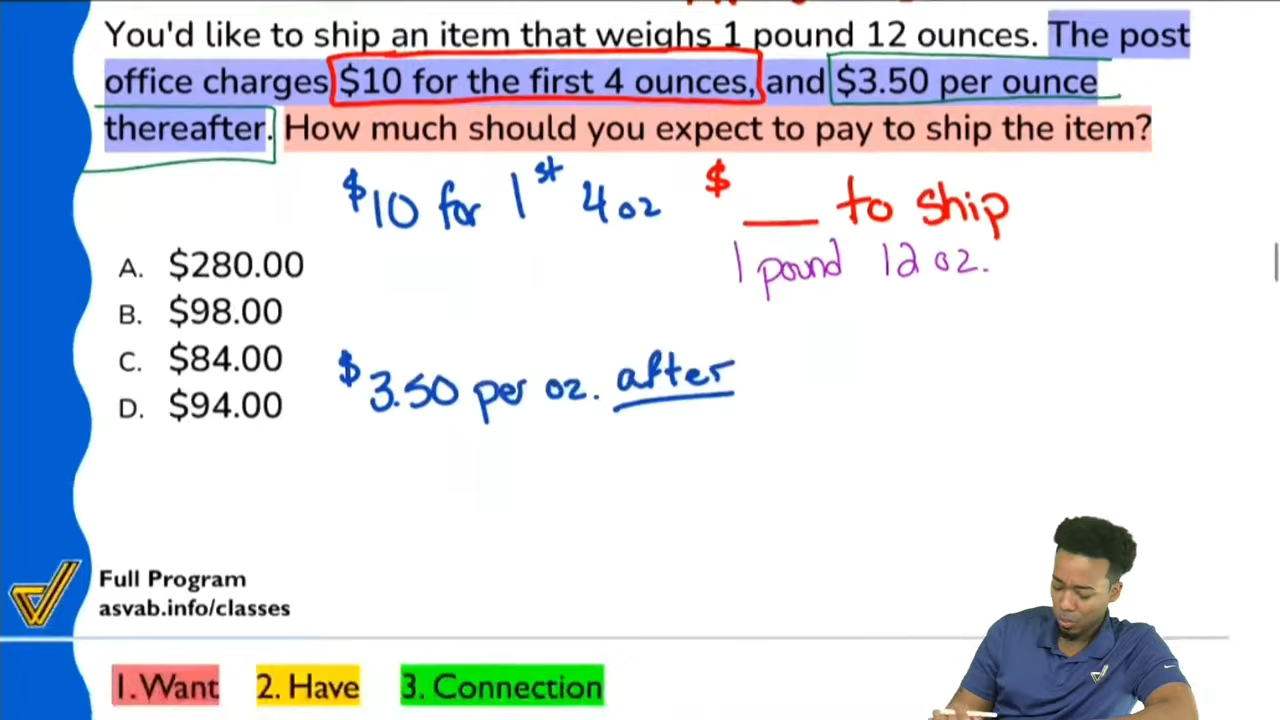 You'd like to ship an item that weighs 1 pound 12 ounces. The post
office charges $10 for the first 4 ounces, and $3.50 per ounce
thereafter. How much should you expect to pay to ship the item?
$10 for 1st 4 oz
$ __ to ship
1 pound 12 oz.
A. $280.00
B. $98.00
C. $84.00
D. $94.00
$3.50 per oz. after
Full Program
asvab.info/classes
1. Want 2. Have 3. Connection